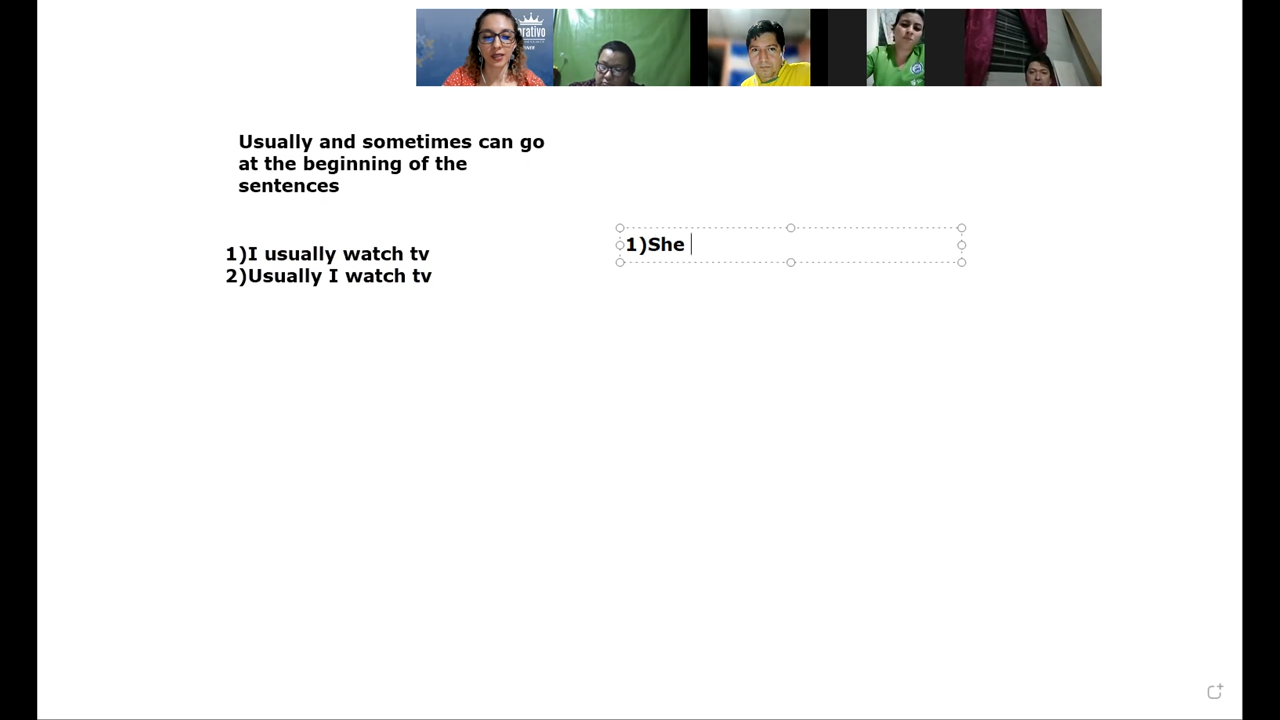 orativo
Usually and sometimes can go
at the beginning of the
sentences
1)I usually watch tv
2)Usually I watch tv
1)She